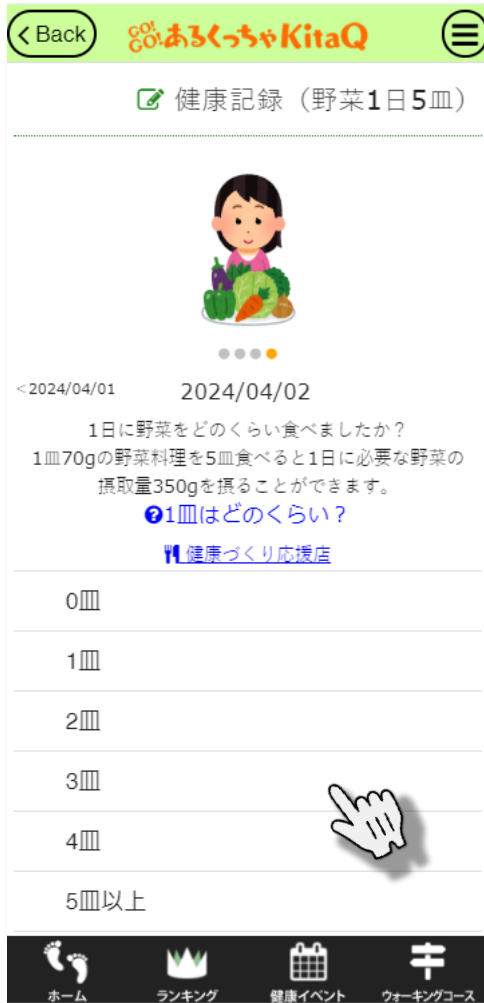 Back
GO! GO! あるくっちゃKitaQ
健康記録（野菜1日5皿）
<2024/04/01 2024/04/02
1日に野菜をどのくらい食べましたか？
1皿70gの野菜料理を5皿食べると1日に必要な野菜の
摂取量350gを摂ることができます。
1皿はどのくらい？
健康づくり応援店
0皿
1皿
2皿
3皿
4皿
5皿以上
ホーム ランキング 健康イベント ウォーキングコース